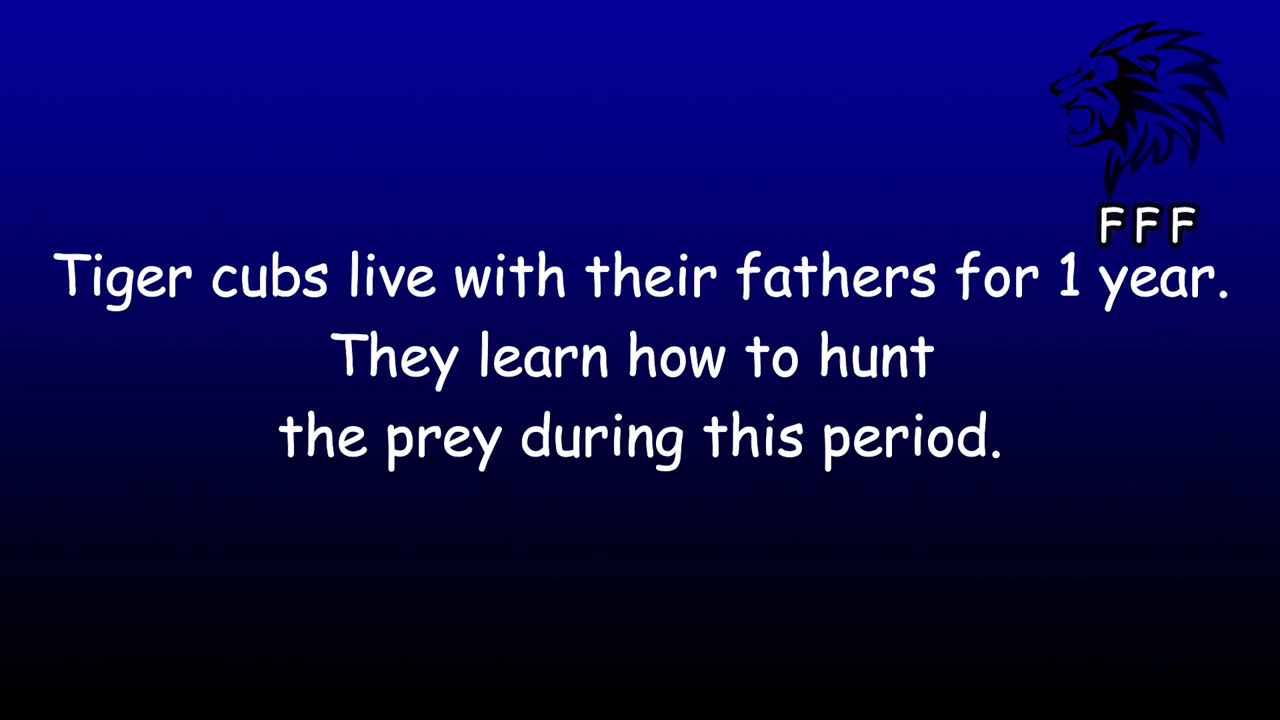 FFF
Tiger cubs live with their fathers for 1 year.
They learn how to hunt
the prey during this period.